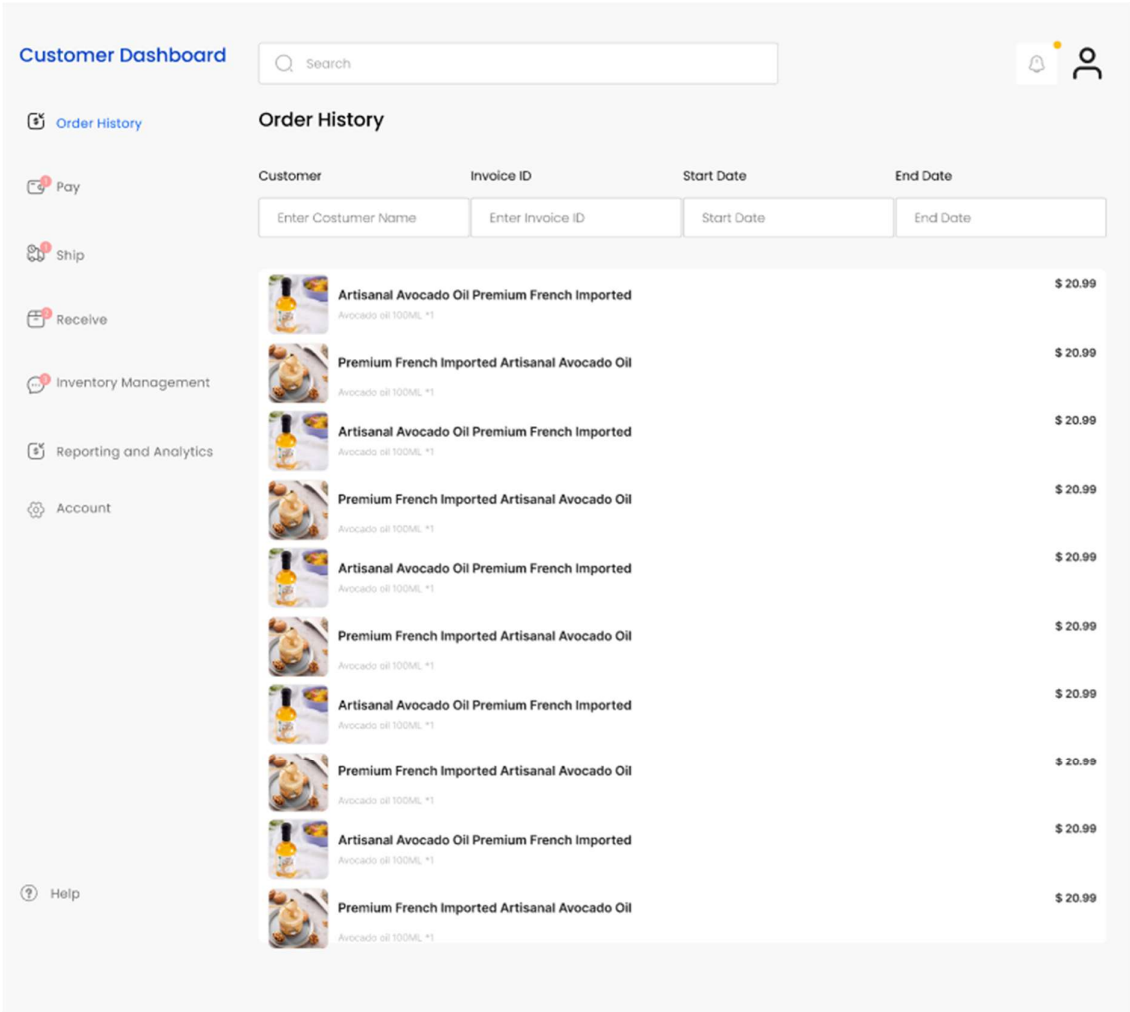 Customer Dashboard
Search
Order History
Pay
Ship
Receive
Inventory Management
Reporting and Analytics
Account
Help
Order History
Customer Invoice ID Start Date End Date
Enter Costumer Name Enter Invoice ID Start Date End Date
Artisanal Avocado Oil Premium French Imported $ 20.99
Avocado oil 100ML *1
Premium French Imported Artisanal Avocado Oil $ 20.99
Avocado oil 100ML *1
Artisanal Avocado Oil Premium French Imported $ 20.99
Avocado oil 100ML *1
Premium French Imported Artisanal Avocado Oil $ 20.99
Avocado oil 100ML *1
Artisanal Avocado Oil Premium French Imported $ 20.99
Avocado oil 100ML *1
Premium French Imported Artisanal Avocado Oil $ 20.99
Avocado oil 100ML *1
Artisanal Avocado Oil Premium French Imported $ 20.99
Avocado oil 100ML *1
Premium French Imported Artisanal Avocado Oil $ 20.99
Avocado oil 100ML *1
Artisanal Avocado Oil Premium French Imported $ 20.99
Avocado oil 100ML *1
Premium French Imported Artisanal Avocado Oil $ 20.99
Avocado oil 100ML *1